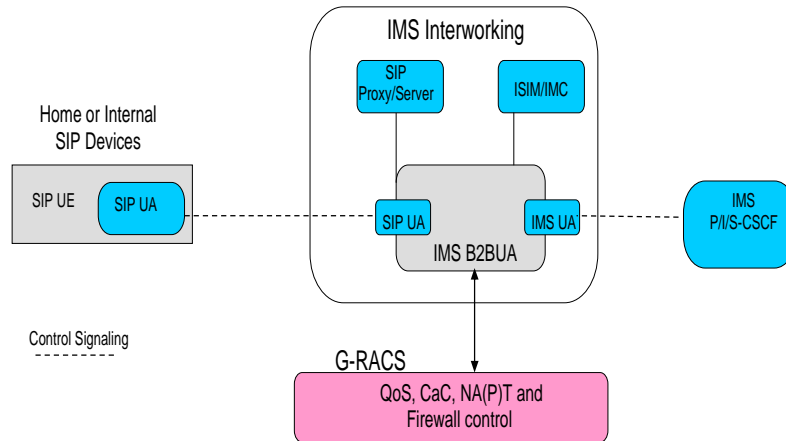 IMS Interworking
SIP
Proxy/Server
ISIM/IMC
Home or Internal
SIP Devices
SIP UE
SIP UA
SIP UA
IMS UA
IMS B2BUA
IMS
P/I/S-CSCF
Control Signaling
G-RACS
QoS, CaC, NA(P)T and
Firewall control